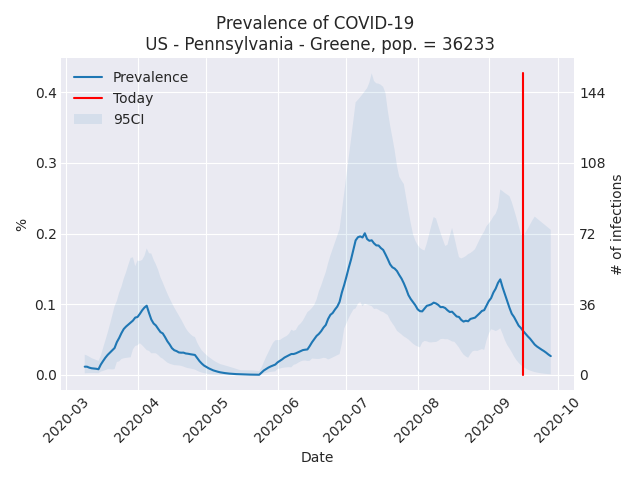 Prevalence of COVID-19
US - Pennsylvania - Greene, pop. = 36233
Prevalence
Today
95CI
0.4
0.3
0.2
0.1
0.0
%
144
108
72
36
0
# of infections
2020-03
2020-04
2020-05
2020-06
2020-07
2020-08
2020-09
2020-10
Date